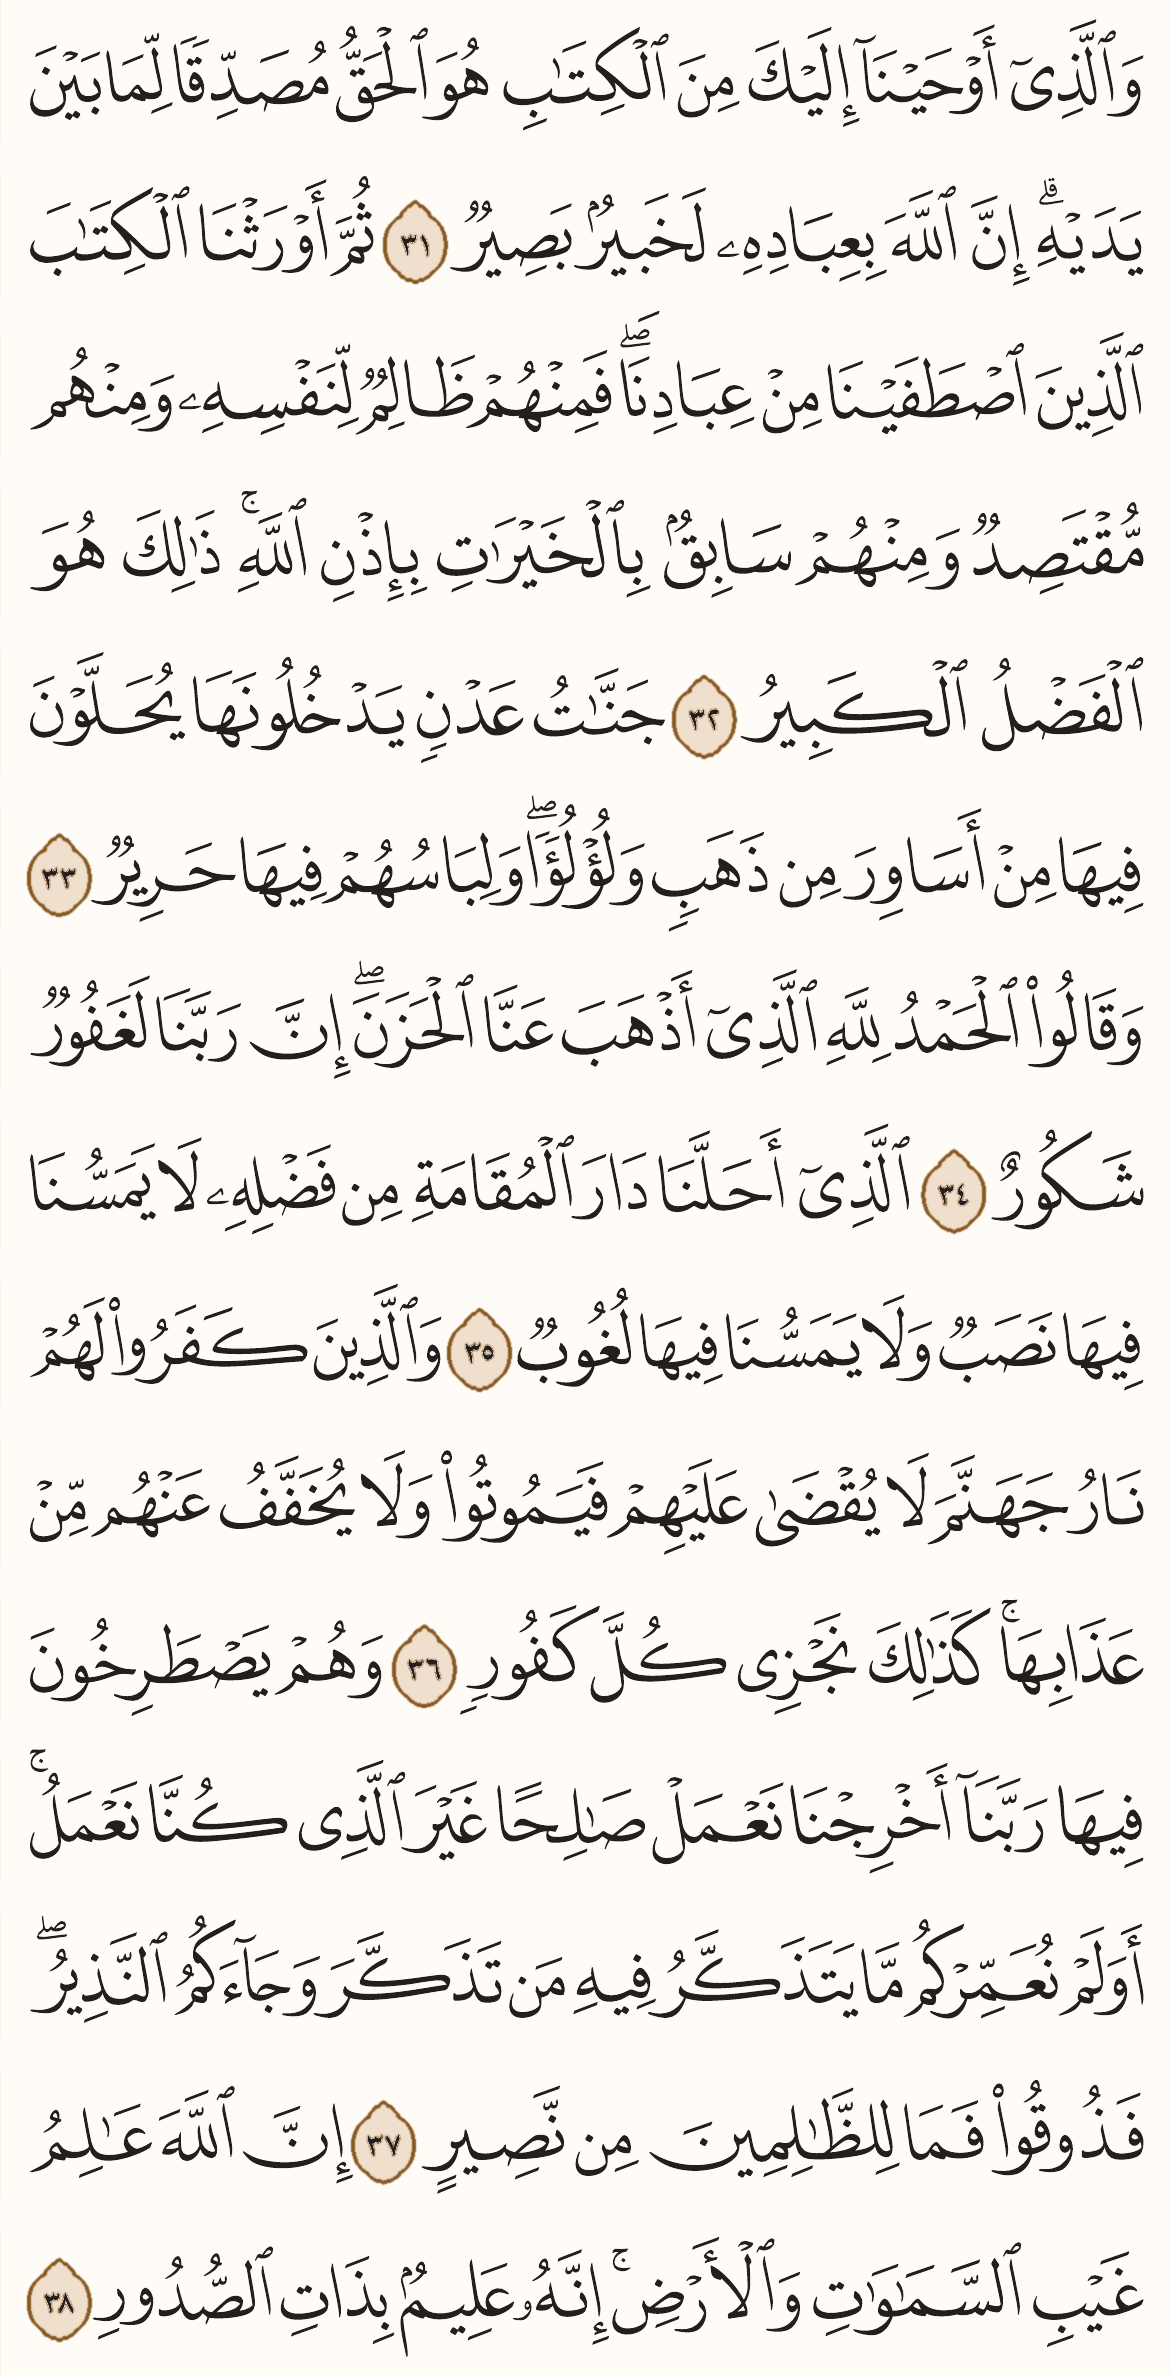 وَٱلَّذِىٓ أَوْحَيْنَآ إِلَيْكَ مِنَ ٱلْكِتَـٰبِ هُوَ ٱلْحَقُّ مُصَدِّقًا لِّمَا بَيْنَ
يَدَيْهِ ۗ إِنَّ ٱللَّهَ بِعِبَادِهِۦ لَخَبِيرٌۢ بَصِيرٌ ٣١ ثُمَّ أَوْرَثْنَا ٱلْكِتَـٰبَ
ٱلَّذِينَ ٱصْطَفَيْنَا مِنْ عِبَادِنَا ۖ فَمِنْهُمْ ظَالِمٌ لِّنَفْسِهِۦ وَمِنْهُم
مُّقْتَصِدٌ وَمِنْهُمْ سَابِقٌۢ بِٱلْخَيْرَٰتِ بِإِذْنِ ٱللَّهِ ۚ ذَٰلِكَ هُوَ
ٱلْفَضْلُ ٱلْكَبِيرُ ٣٢ جَنَّـٰتُ عَدْنٍ يَدْخُلُونَهَا يُحَلَّوْنَ
فِيهَا مِنْ أَسَاوِرَ مِن ذَهَبٍ وَلُؤْلُؤًا ۖ وَلِبَاسُهُمْ فِيهَا حَرِيرٌ ٣٣
وَقَالُوا۟ ٱلْحَمْدُ لِلَّهِ ٱلَّذِىٓ أَذْهَبَ عَنَّا ٱلْحَزَنَ ۖ إِنَّ رَبَّنَا لَغَفُورٌ
شَكُورٌ ٣٤ ٱلَّذِىٓ أَحَلَّنَا دَارَ ٱلْمُقَامَةِ مِن فَضْلِهِۦ لَا يَمَسُّنَا
فِيهَا نَصَبٌ وَلَا يَمَسُّنَا فِيهَا لُغُوبٌ ٣٥ وَٱلَّذِينَ كَفَرُوا۟ لَهُمْ
نَارُ جَهَنَّمَ لَا يُقْضَىٰ عَلَيْهِمْ فَيَمُوتُوا۟ وَلَا يُخَفَّفُ عَنْهُم مِّنْ
عَذَابِهَا ۚ كَذَٰلِكَ نَجْزِى كُلَّ كَفُورٍ ٣٦ وَهُمْ يَصْطَرِخُونَ
فِيهَا رَبَّنَآ أَخْرِجْنَا نَعْمَلْ صَـٰلِحًا غَيْرَ ٱلَّذِى كُنَّا نَعْمَلُ ۚ
أَوَلَمْ نُعَمِّرْكُم مَّا يَتَذَكَّرُ فِيهِ مَن تَذَكَّرَ وَجَآءَكُمُ ٱلنَّذِيرُ ۖ
فَذُوقُوا۟ فَمَا لِلظَّـٰلِمِينَ مِن نَّصِيرٍ ٣٧ إِنَّ ٱللَّهَ عَـٰلِمُ
غَيْبِ ٱلسَّمَـٰوَٰتِ وَٱلْأَرْضِ ۚ إِنَّهُۥ عَلِيمٌۢ بِذَاتِ ٱلصُّدُورِ ٣٨